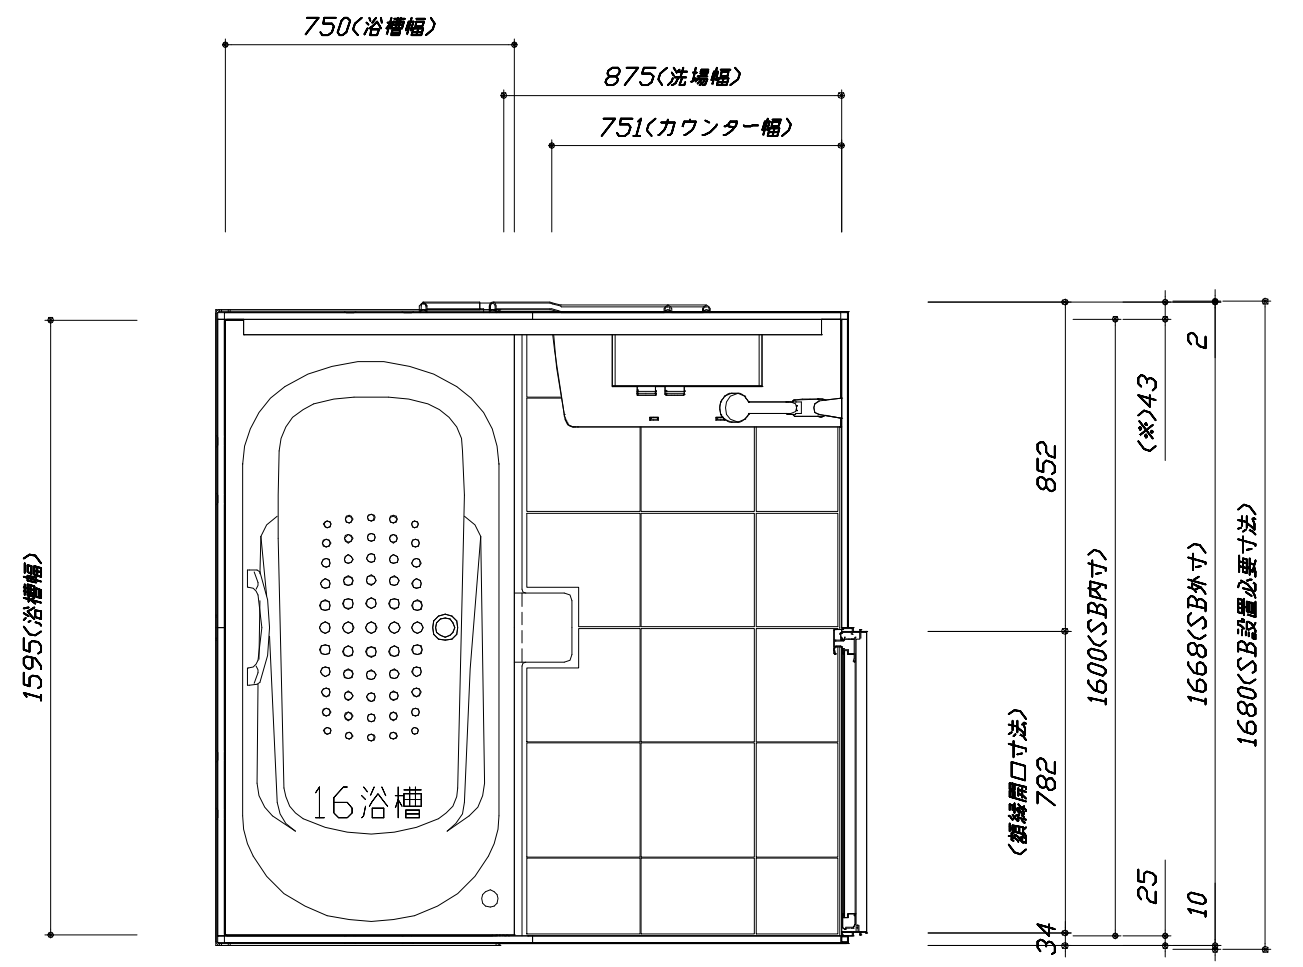 750(浴槽幅)
875(洗場幅)
751(カウンター幅)
2
(※)43
852
1595(浴槽幅)
1600(SB内寸)
1668(SB外寸)
1680(SB設置必要寸法)
(額縁開口寸法)
782
16浴槽
25
10
34